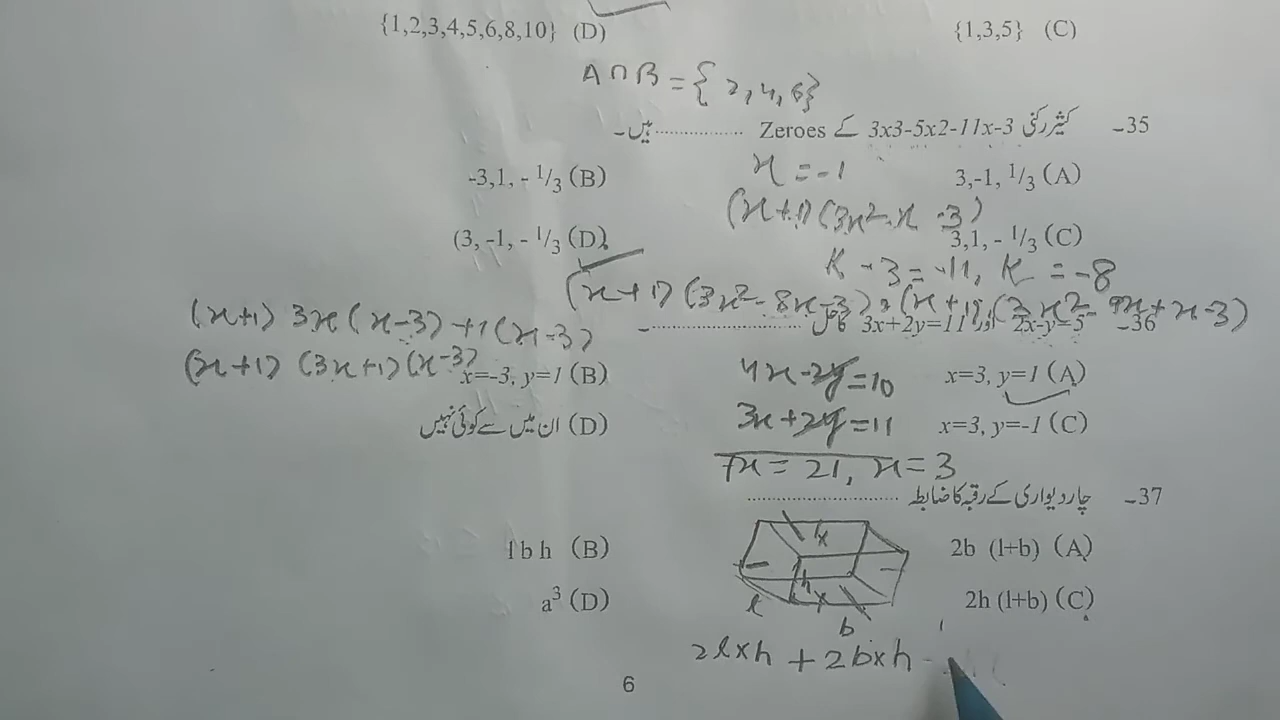 {1,3,5} (C) {1,2,3,4,5,6,8,10} (D)
A∩B = {2,4,6}
35- کثیر رکنی 3x3-5x2-11x-3 کے Zeroes ................ ہیں۔
3,-1, 1/3 (A) -3,1, - 1/3 (B)
x = -1
(x+1)(3x² - x - 3)
3,1, - 1/3 (C) (3, -1, - 1/3 (D)
K - 3 = -11, K = -8
(x+1)(3x² - 8x - 3) = (x+1)(3x² - 9x + x - 3)
(x+1) 3x(x-3)+1(x-3)
36- 2x-y=5 اور 3x+2y=11 کا حل ................ -
(x+1)(3x+1)(x-3)
x=3, y=1 (A) x=-3, y=1 (B)
4x-2y=10
x=3, y=-1 (C) ان میں سے کوئی نہیں (D)
3x+2y=11
7x = 21, x = 3
37- چار دیواری کے رقبہ کا ضابطہ ................
2b (l+b) (A) l b h (B)
x
h
2h (l+b) (C) a³ (D)
l x
b
2l×h + 2b×h
6